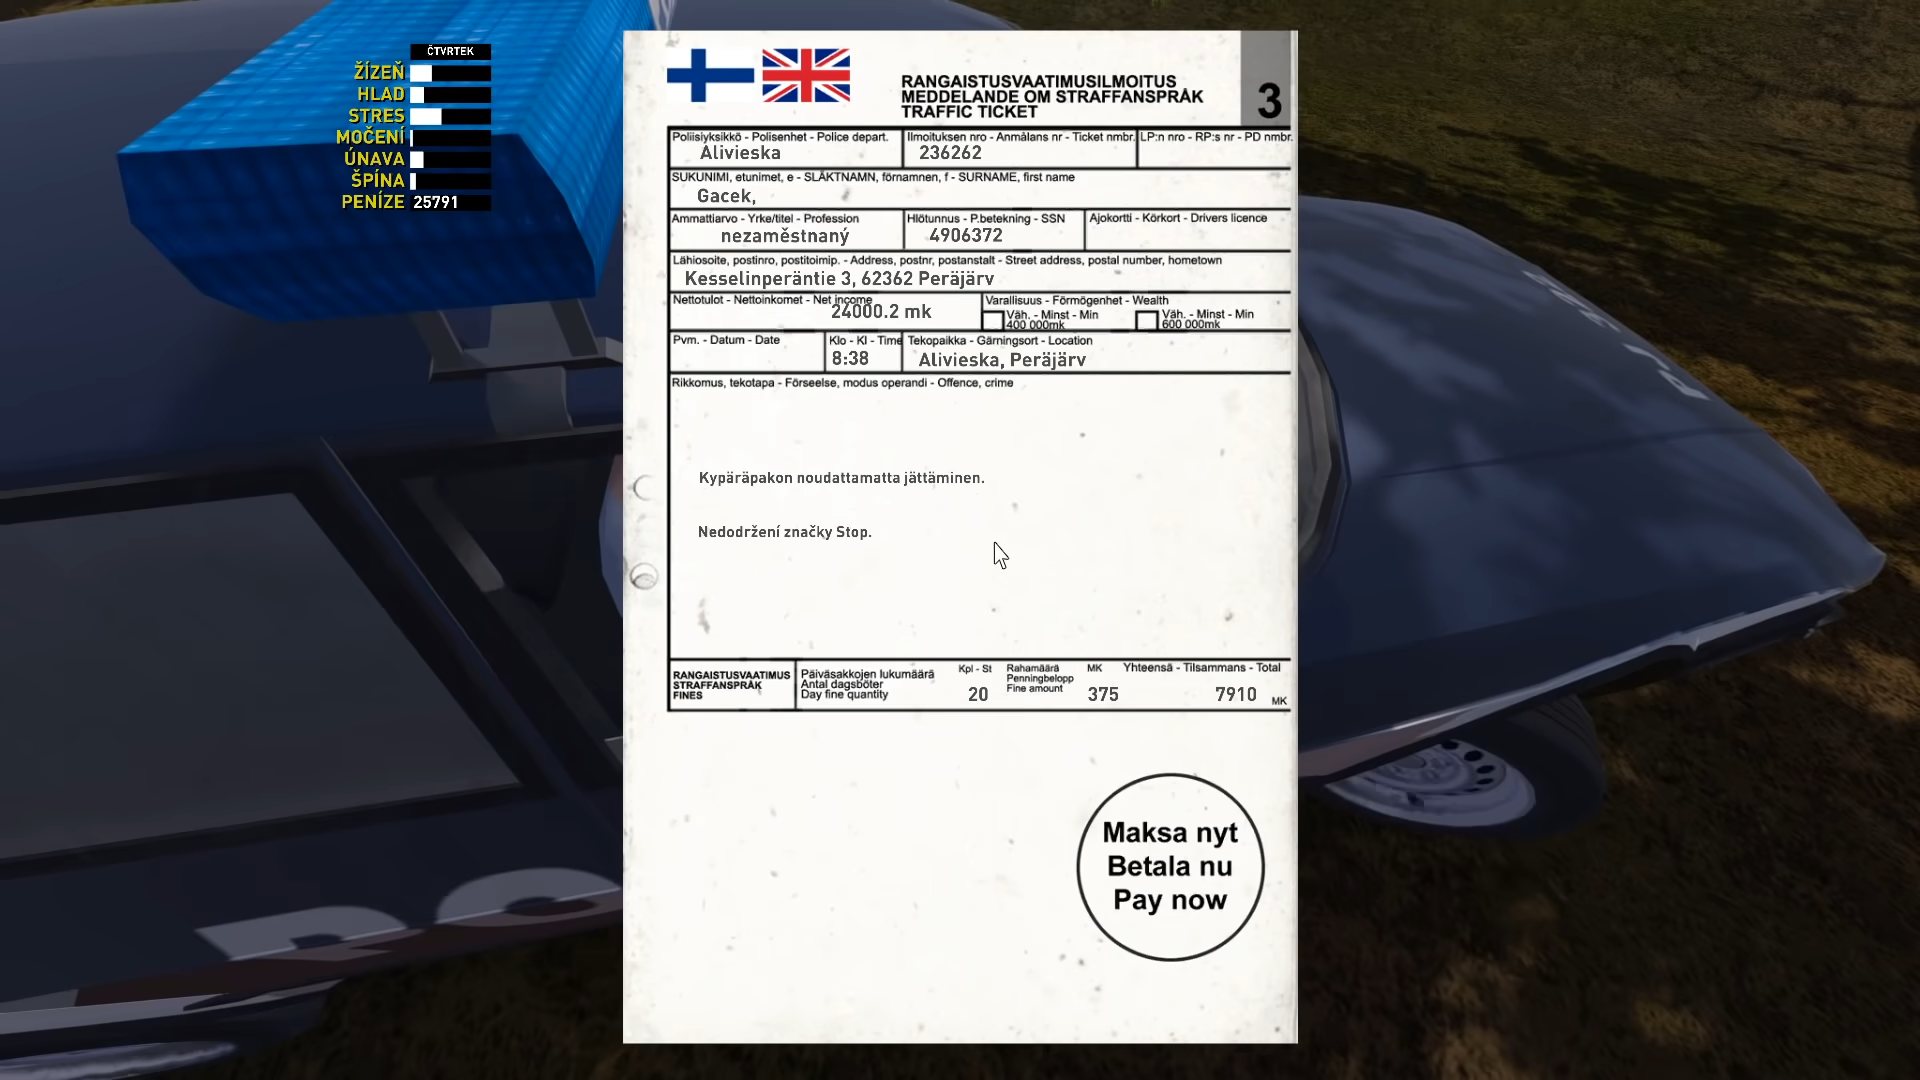 ČTVRTEK
ŽÍZEŇ
HLAD
STRES
MOČENÍ
ÚNAVA
ŠPÍNA
PENÍZE 25791
RANGAISTUSVAATIMUSILMOITUS
MEDDELANDE OM STRAFFANSPRÅK
TRAFFIC TICKET
3
Poliisiyksikkö - Polisenhet - Police depart.
Alivieska
Ilmoituksen nro - Anmälans nr - Ticket nmbr.
236262
LP:n nro - RP:s nr - PD nmbr.
SUKUNIMI, etunimet, e - SLÄKTNAMN, förnamnen, f - SURNAME, first name
Gacek,
Ammattiarvo - Yrke/titel - Profession
nezaměstnaný
Hlötunnus - P.betekning - SSN
4906372
Ajokortti - Körkort - Drivers licence
Lähiosoite, postinro, postitoimip. - Address, postnr, postanstalt - Street address, postal number, hometown
Kesselinperäntie 3, 62362 Peräjärv
Nettotulot - Nettoinkomet - Net income
24000.2 mk
Varallisuus - Förmögenhet - Wealth
Väh. - Minst - Min
400 000mk
Väh. - Minst - Min
600 000mk
Pvm. - Datum - Date
Klo - Kl - Time
8:38
Tekopaikka - Gärningsort - Location
Alivieska, Peräjärv
Rikkomus, tekotapa - Förseelse, modus operandi - Offence, crime
Kypäräpakon noudattamatta jättäminen.
Nedodržení značky Stop.
RANGAISTUSVAATIMUS
STRAFFANSPRÅK
FINES
Päiväsakkojen lukumäärä
Antal dagsböter
Day fine quantity
Kpl - St
20
Rahamäärä
Penningbelopp
Fine amount
MK
375
Yhteensä - Tilsammans - Total
7910
MK
Maksa nyt
Betala nu
Pay now